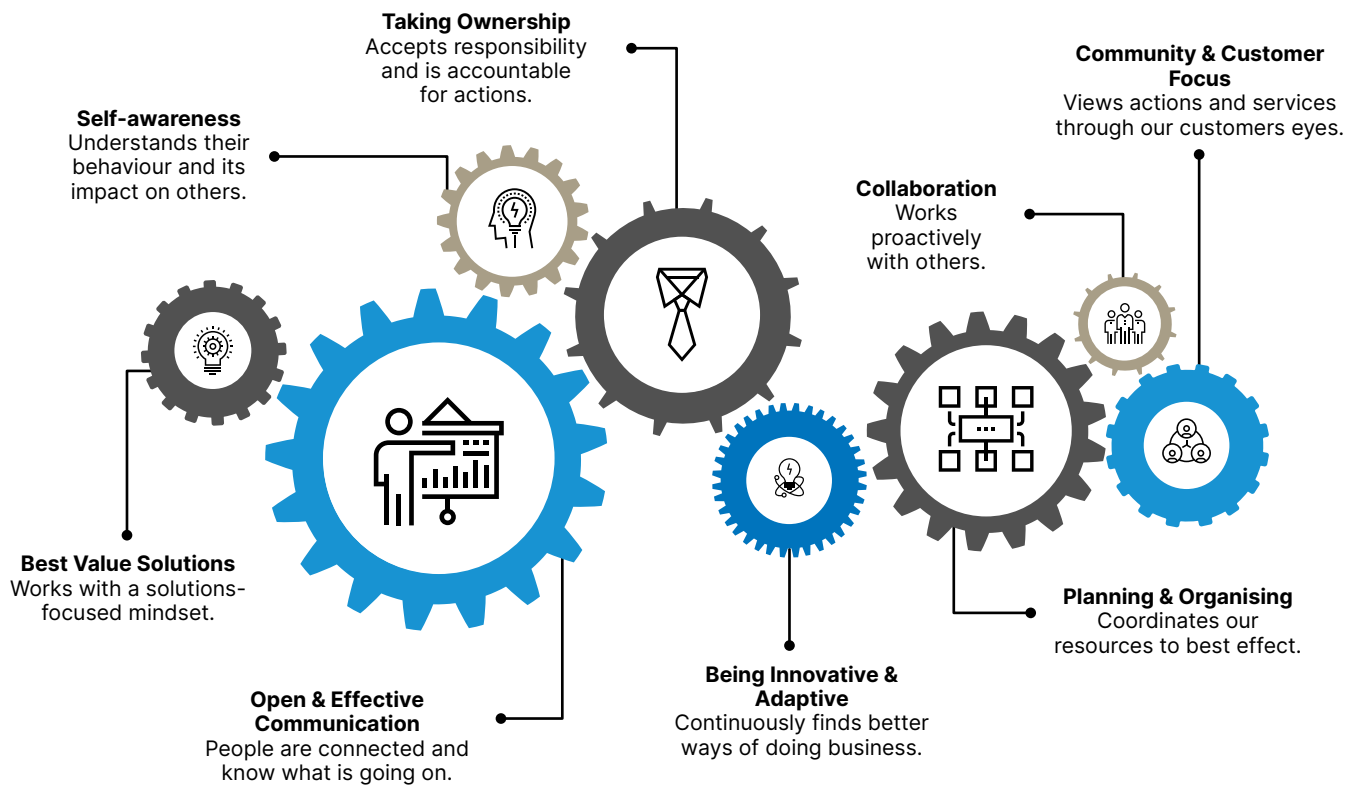 Taking Ownership
Accepts responsibility
and is accountable
for actions.
Community & Customer
Focus
Views actions and services
through our customers eyes.
Self-awareness
Understands their
behaviour and its
impact on others.
Collaboration
Works
proactively
with others.
Best Value Solutions
Works with a solutions-
focused mindset.
Planning & Organising
Coordinates our
resources to best effect.
Open & Effective
Communication
People are connected and
know what is going on.
Being Innovative &
Adaptive
Continuously finds better
ways of doing business.